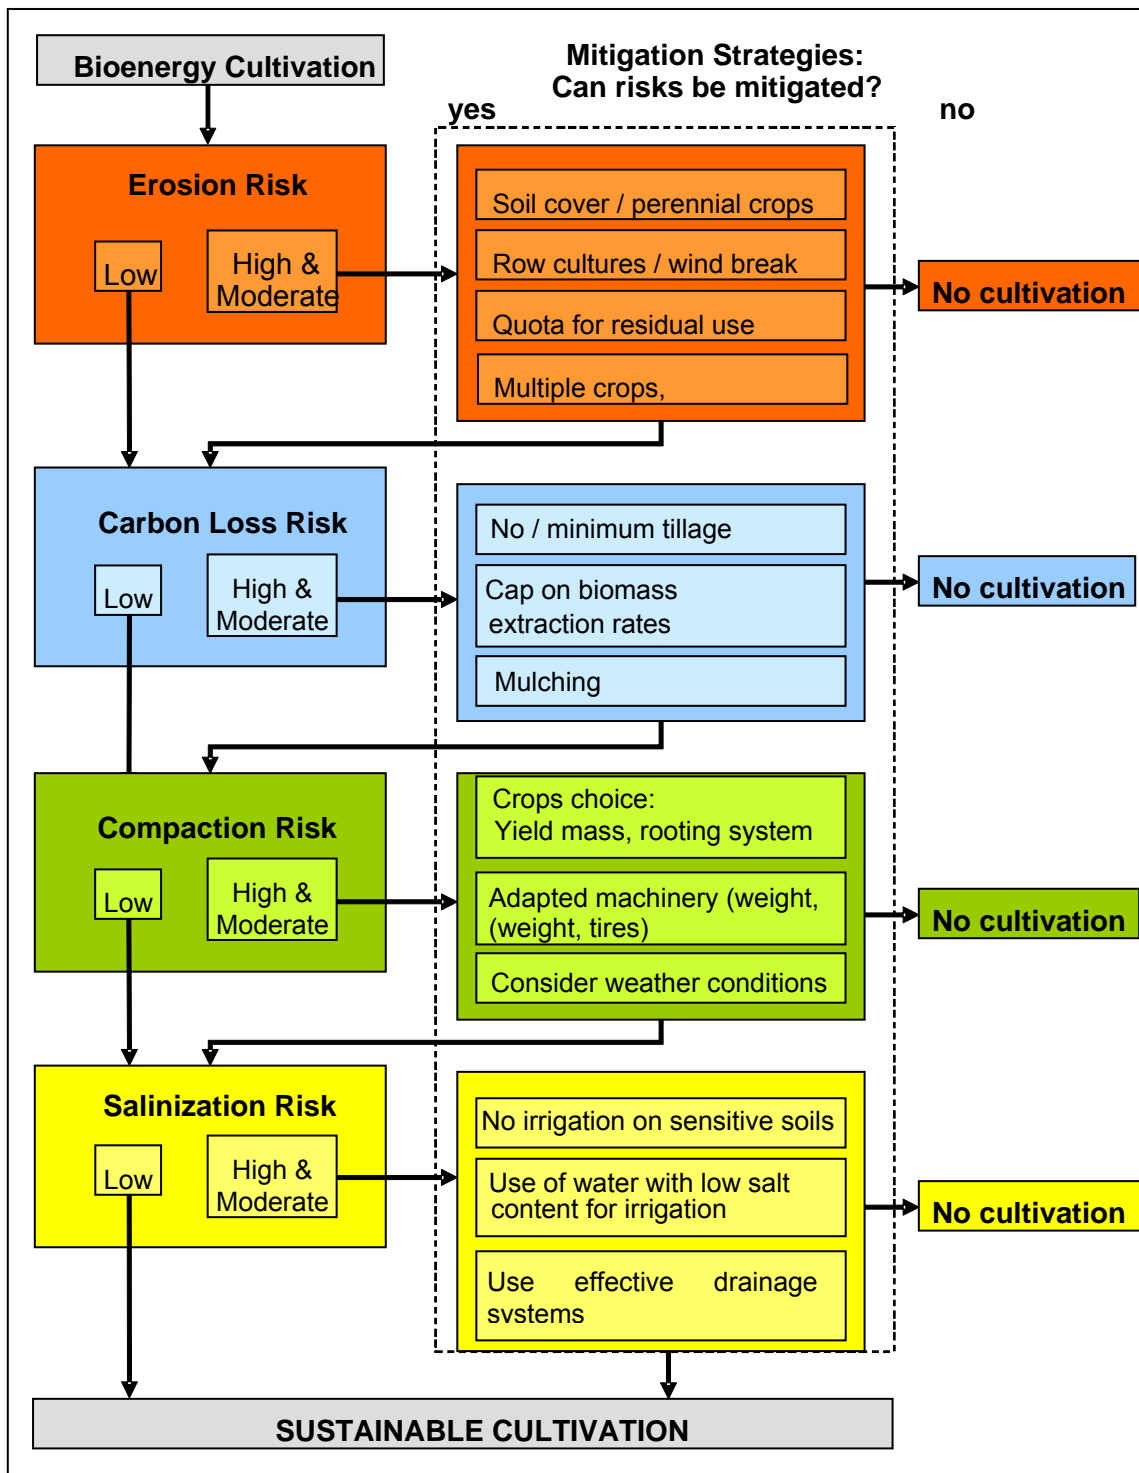 Bioenergy Cultivation
Mitigation Strategies:
Can risks be mitigated?
yes
no
Erosion Risk
Low
High &
Moderate
Soil cover / perennial crops
Row cultures / wind break
Quota for residual use
Multiple crops,
No cultivation
Carbon Loss Risk
Low
High &
Moderate
No / minimum tillage
Cap on biomass
extraction rates
Mulching
No cultivation
Compaction Risk
Low
High &
Moderate
Crops choice:
Yield mass, rooting system
Adapted machinery (weight,
(weight, tires)
Consider weather conditions
No cultivation
Salinization Risk
Low
High &
Moderate
No irrigation on sensitive soils
Use of water with low salt
content for irrigation
Use effective drainage
systems
No cultivation
SUSTAINABLE CULTIVATION